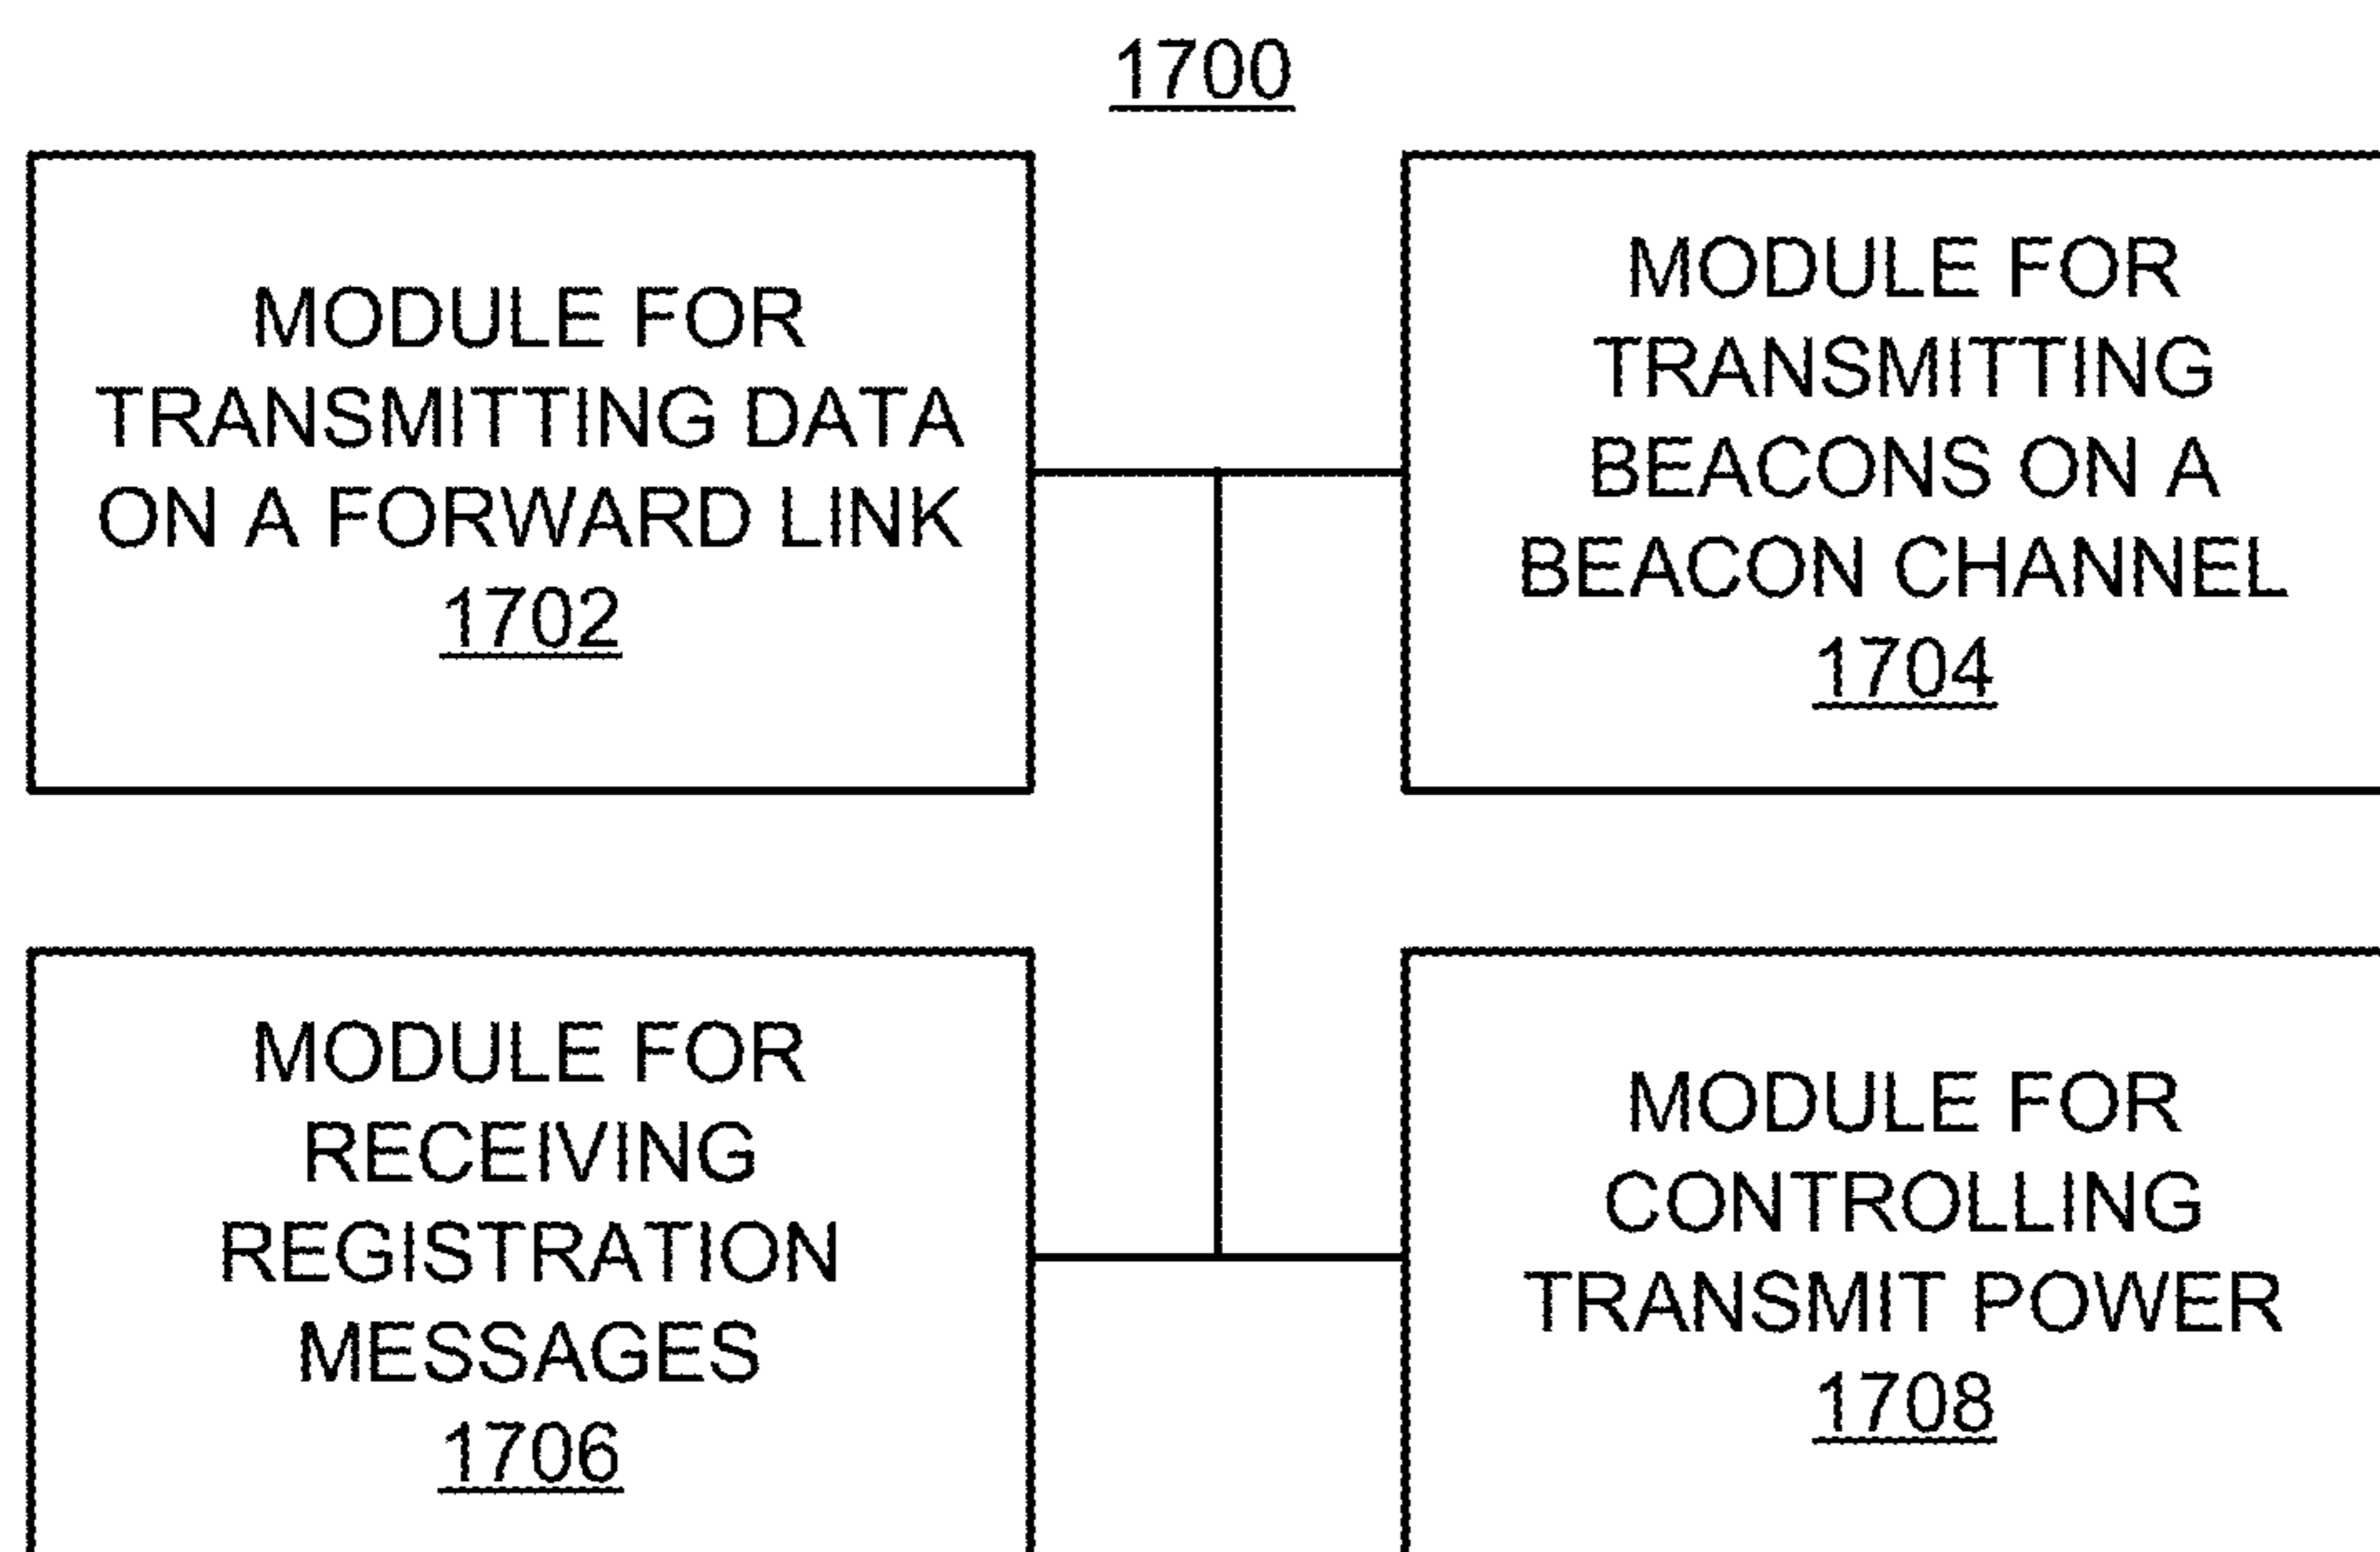 1700
MODULE FOR
TRANSMITTING DATA
ON A FORWARD LINK
1702
MODULE FOR
TRANSMITTING
BEACONS ON A
BEACON CHANNEL
1704
MODULE FOR
RECEIVING
REGISTRATION
MESSAGES
1706
MODULE FOR
CONTROLLING
TRANSMIT POWER
1708